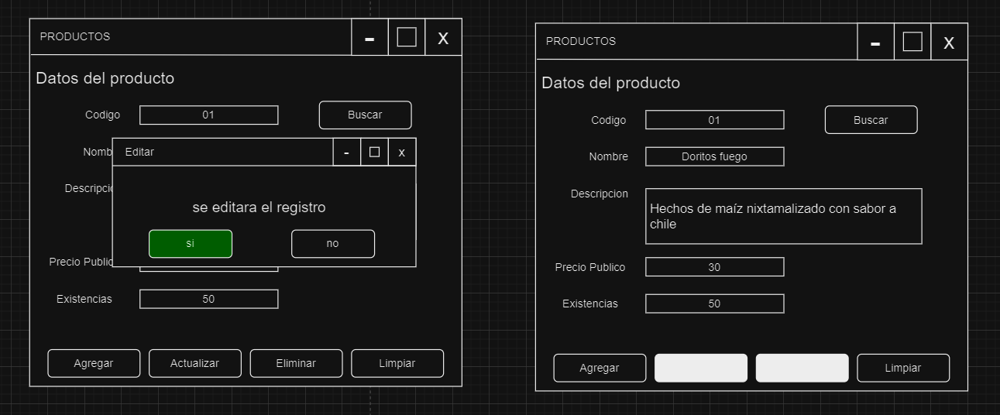 PRODUCTOS - X
Datos del producto
Codigo 01 Buscar
Nomb
Editar - x
Descripci
se editara el registro
si no
Precio Public
Existencias 50
Agregar Actualizar Eliminar Limpiar
PRODUCTOS - X
Datos del producto
Codigo 01 Buscar
Nombre Doritos fuego
Descripcion
Hechos de maíz nixtamalizado con sabor a
chile
Precio Publico 30
Existencias 50
Agregar Limpiar